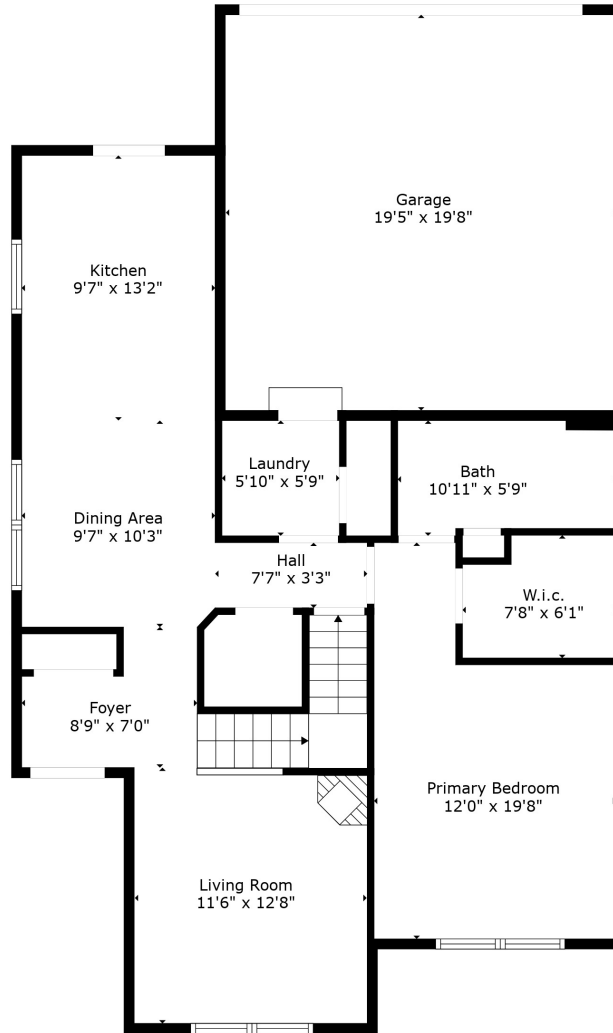 Garage
19'5" x 19'8"
Kitchen
9'7" x 13'2"
Laundry
5'10" x 5'9"
Bath
10'11" x 5'9"
Dining Area
9'7" x 10'3"
Hall
7'7" x 3'3"
W.i.c.
7'8" x 6'1"
Foyer
8'9" x 7'0"
Primary Bedroom
12'0" x 19'8"
Living Room
11'6" x 12'8"